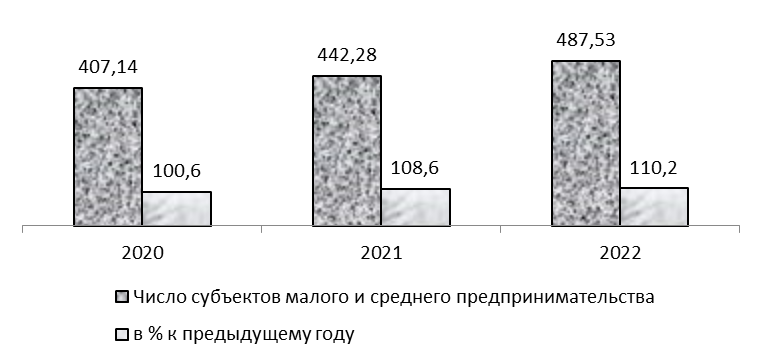 487,53
442,28
407,14
110,2
108,6
100,6
2020 2021 2022
Число субъектов малого и среднего предпринимательства
в % к предыдущему году